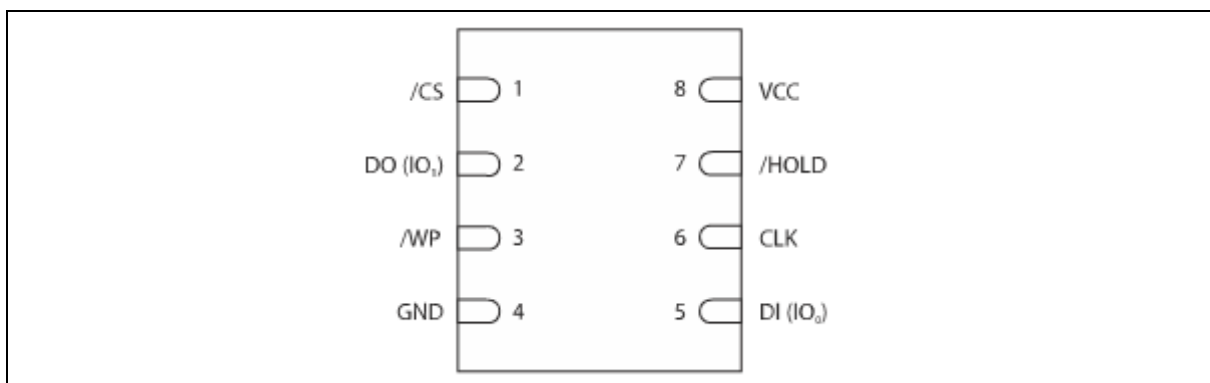 /CS 1 8 VCC
DO (IO₁) 2 7 /HOLD
/WP 3 6 CLK
GND 4 5 DI (IO₀)